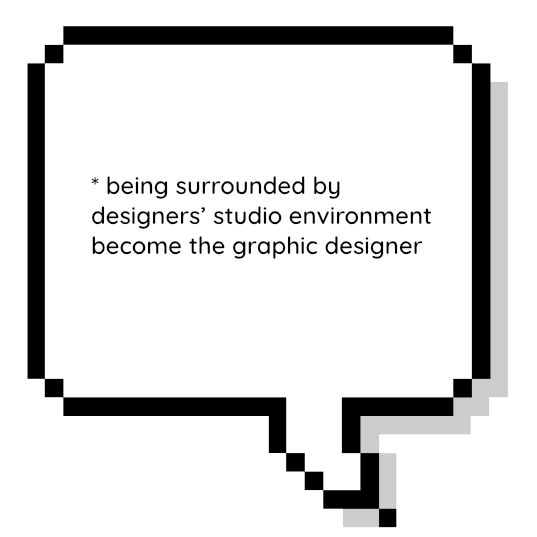 * being surrounded by
designers’ studio environment
become the graphic designer